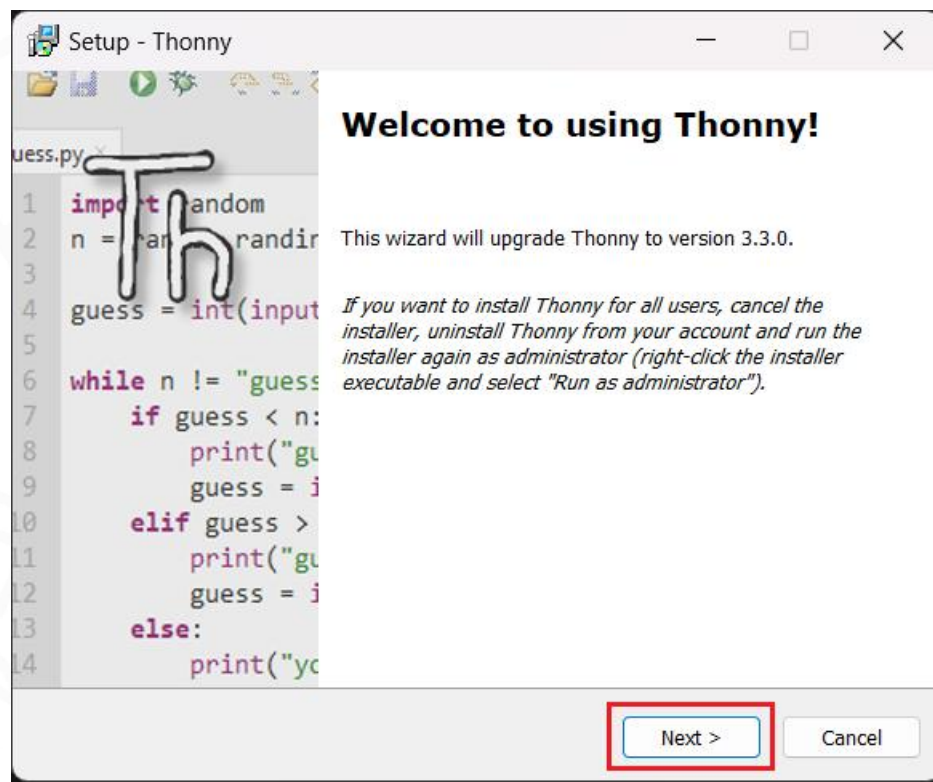 Setup - Thonny
Welcome to using Thonny!
This wizard will upgrade Thonny to version 3.3.0.
If you want to install Thonny for all users, cancel the
installer, uninstall Thonny from your account and run the
installer again as administrator (right-click the installer
executable and select "Run as administrator").
uess.py ×
Th
1 import random
2 n = ran randin
3
4 guess = int(input
5
6 while n != "guess
7 if guess < n:
8 print("gu
9 guess = i
10 elif guess >
11 print("gu
12 guess = i
13 else:
14 print("yo
Next >
Cancel